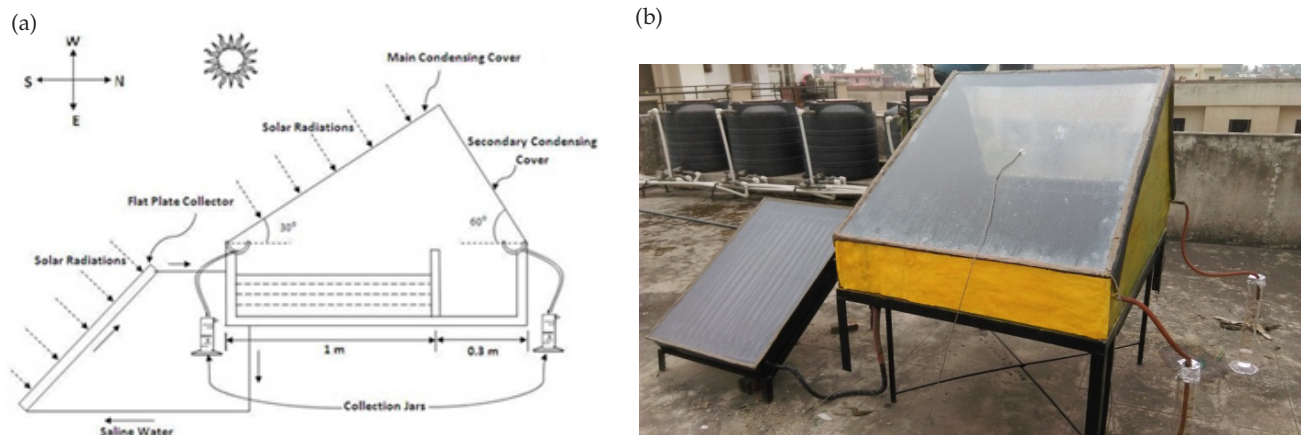 (a)
(b)
W
S
N
E
Main Condensing Cover
Solar Radiations
Secondary Condensing
Cover
Flat Plate Collector
30°
60°
Solar Radiations
1 m
0.3 m
Collection Jars
Saline Water